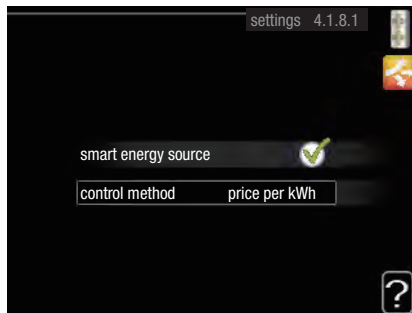 settings 4.1.8.1
smart energy source
control method price per kWh
?